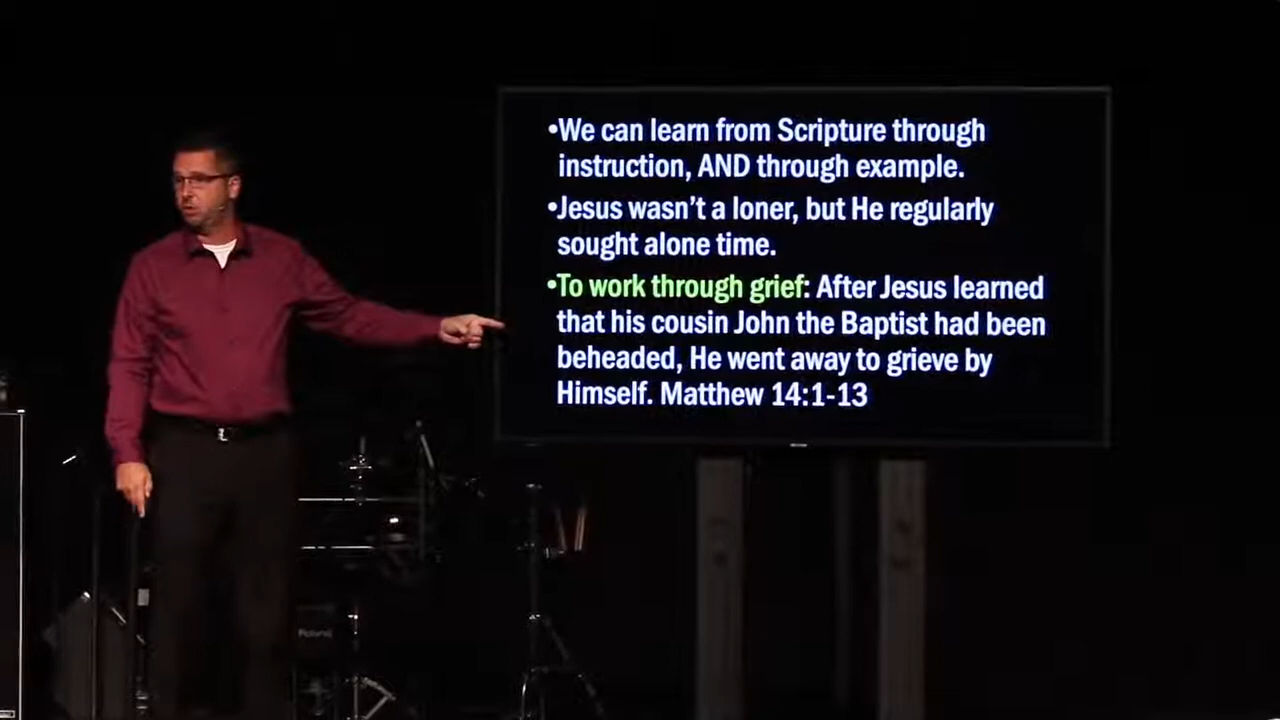 •We can learn from Scripture through
instruction, AND through example.
•Jesus wasn't a loner, but He regularly
sought alone time.
•To work through grief: After Jesus learned
that his cousin John the Baptist had been
beheaded, He went away to grieve by
Himself. Matthew 14:1-13
Roland